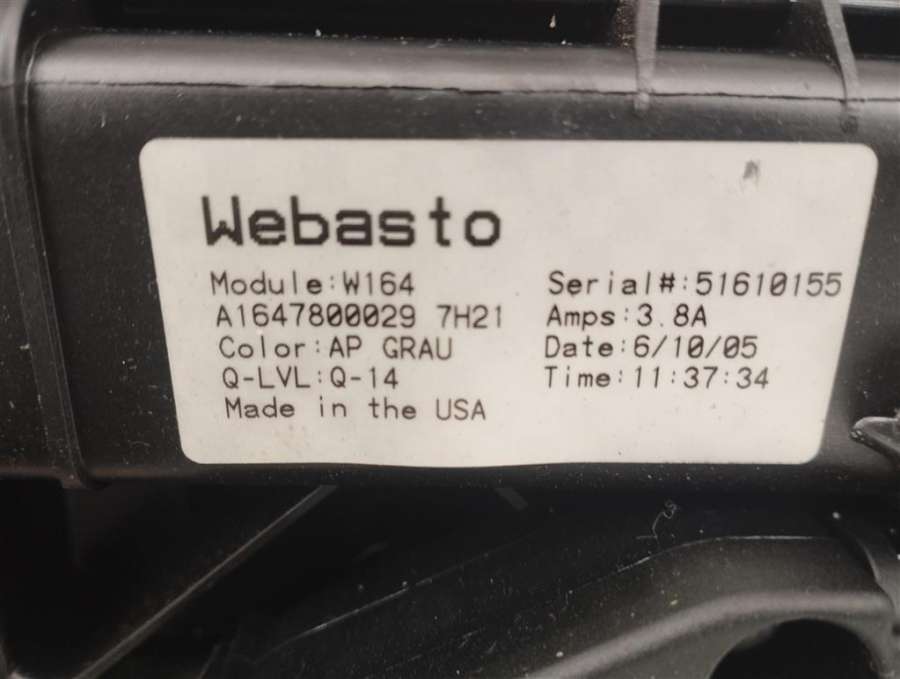 Webasto
Module:W164
A1647800029 7H21
Color:AP GRAU
Q-LVL:Q-14
Made in the USA
Serial#:51610155
Amps:3.8A
Date:6/10/05
Time:11:37:34